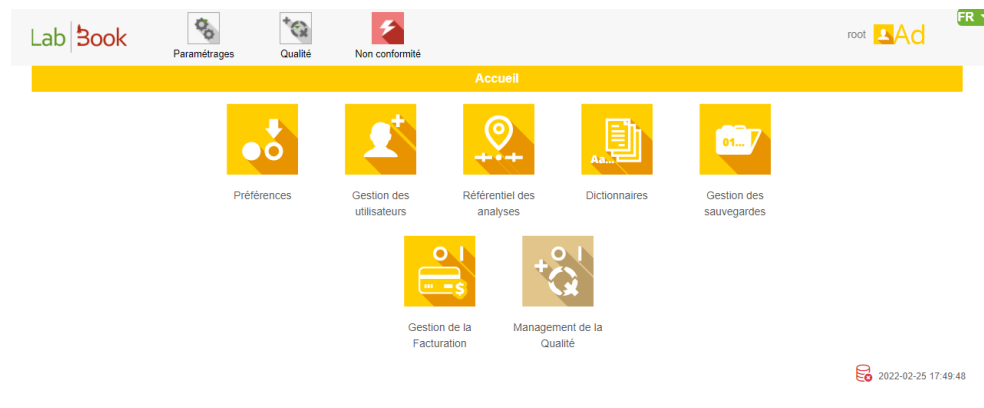 Lab Book
Paramétrages
Qualité
Non conformité
root
Ad
FR
Accueil
01...
Aa...
Préférences
Gestion des
utilisateurs
Référentiel des
analyses
Dictionnaires
Gestion des
sauvegardes
$
Gestion de la
Facturation
Management de la
Qualité
2022-02-25 17:49:48